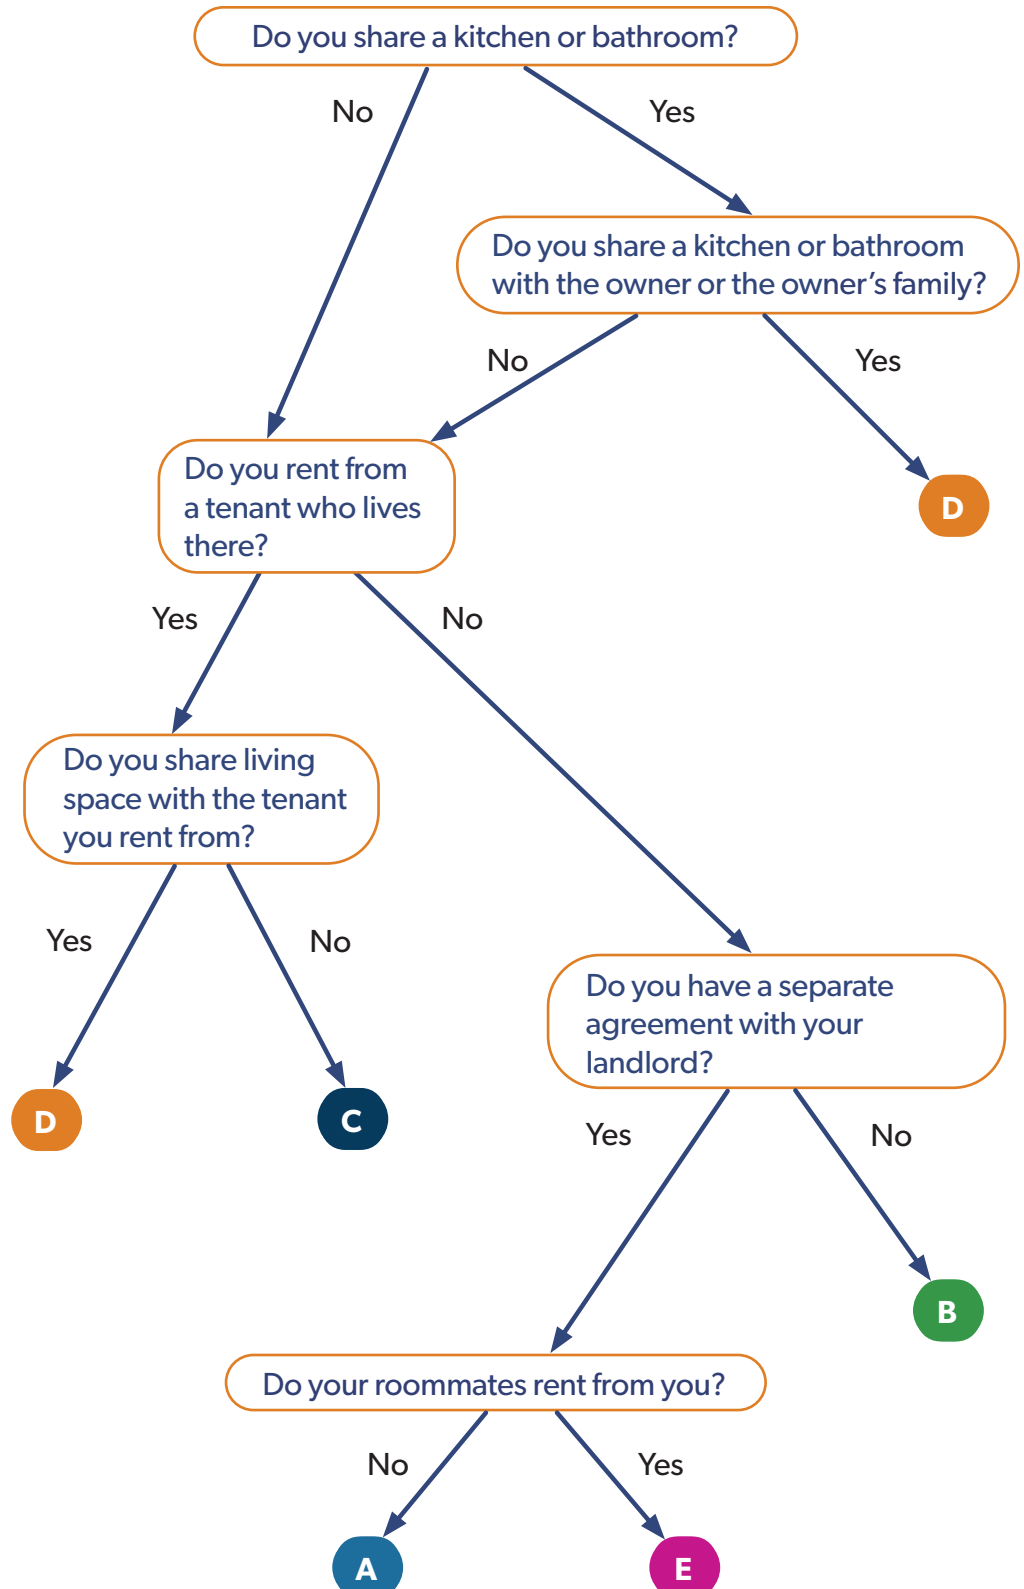 Do you share a kitchen or bathroom?
No
Yes
Do you share a kitchen or bathroom
with the owner or the owner's family?
No
Yes
Do you rent from
a tenant who lives
there?
D
Yes
No
Do you share living
space with the tenant
you rent from?
Yes
No
Do you have a separate
agreement with your
landlord?
D
C
Yes
No
B
Do your roommates rent from you?
No
Yes
A
E